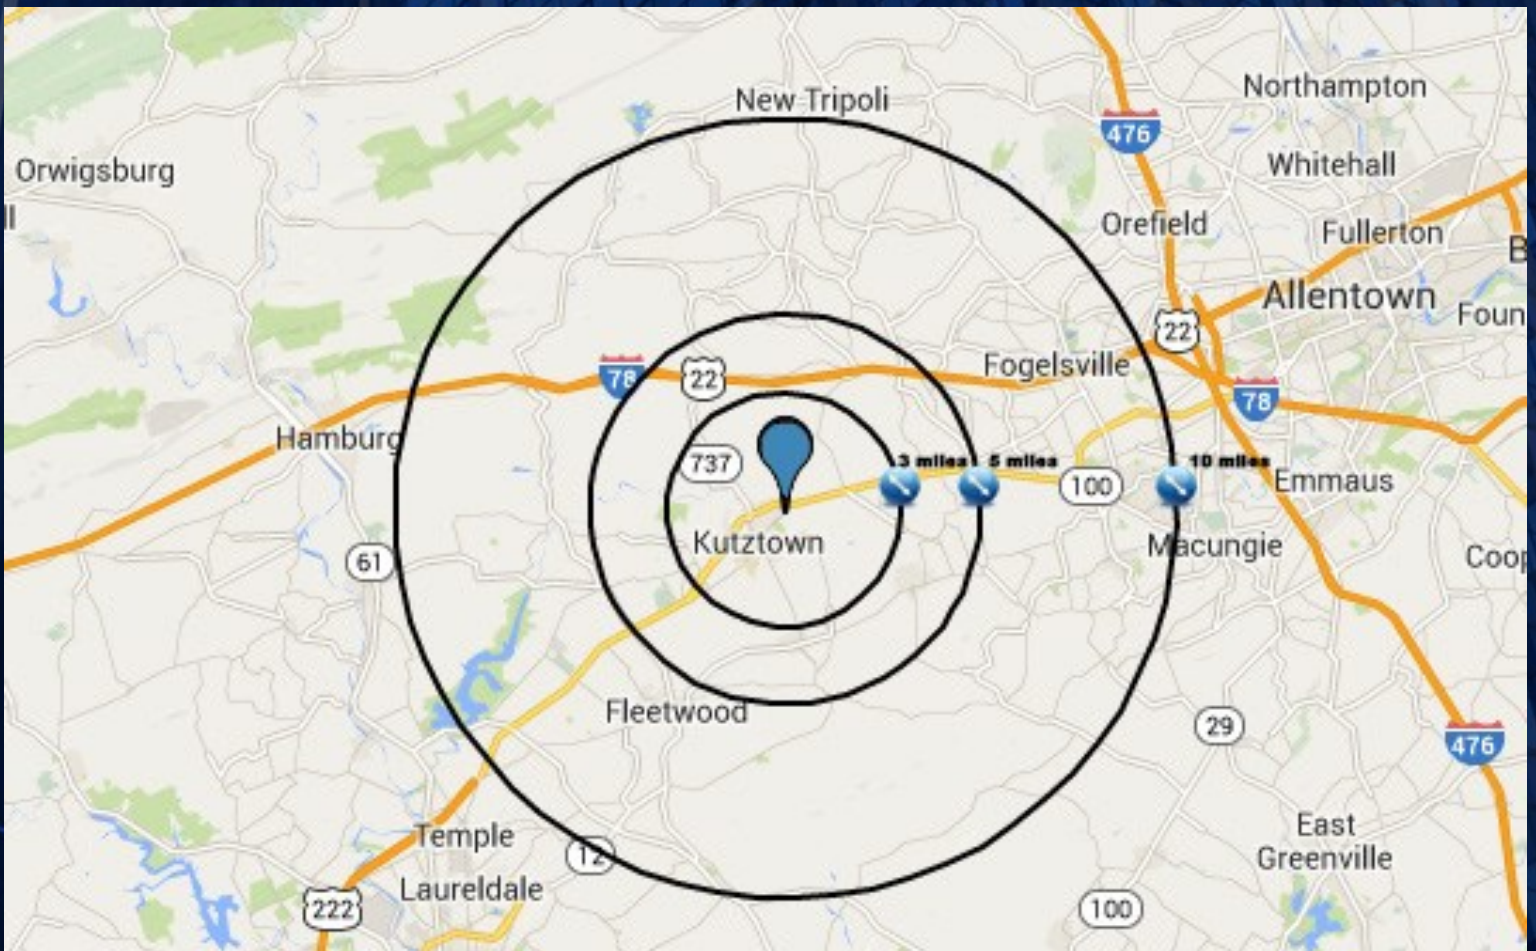 New Tripoli
Northampton
476
Whitehall
Orwigsburg
ll
Orefield
Fullerton
B
Allentown
Foun
22
Fogelsville
78
22
78
Hamburg
737
3 miles
5 miles
10 miles
100
Emmaus
Kutztown
Macungie
61
Coop
Fleetwood
29
476
Temple
12
East
Greenville
Laureldale
222
100